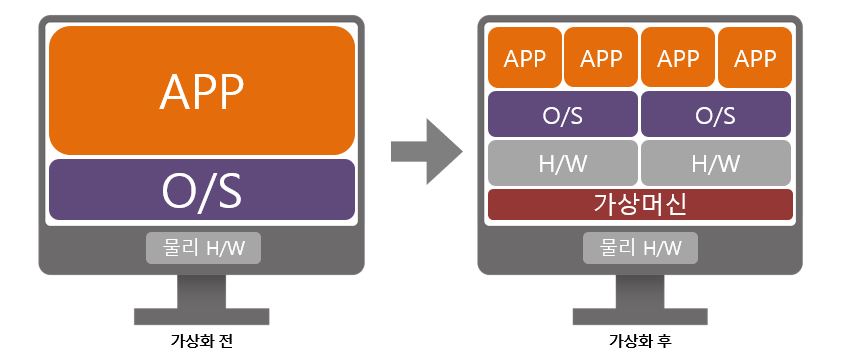 APP
O/S
물리 H/W
가상화 전
APP APP APP APP
O/S O/S
H/W H/W
가상머신
물리 H/W
가상화 후